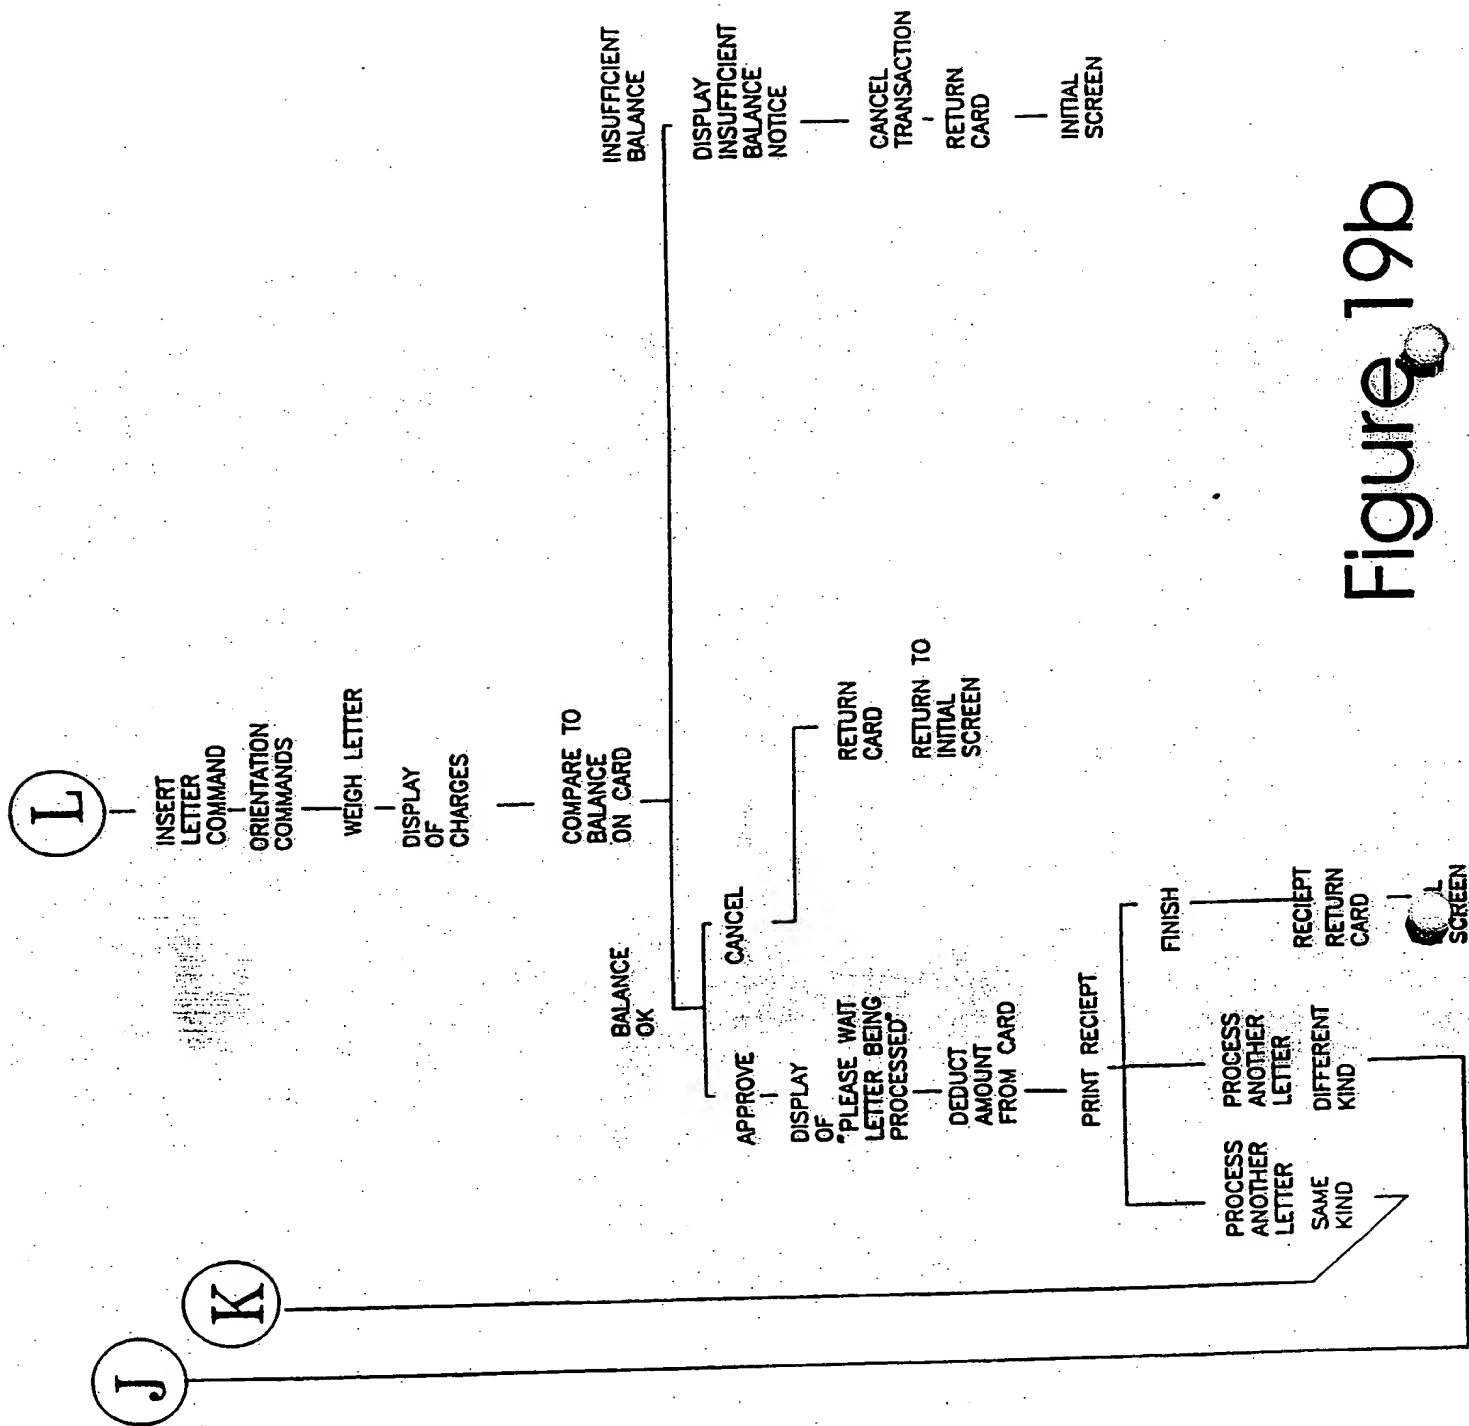 L
INSERT
LETTER
COMMAND
ORIENTATION
COMMANDS
WEIGH LETTER
DISPLAY
OF
CHARGES
COMPARE TO
BALANCE
ON CARD
BALANCE
OK
APPROVE
DISPLAY
OF
"PLEASE WAIT
LETTER BEING
PROCESSED"
DEDUCT
AMOUNT
FROM CARD
PRINT RECIEPT
PROCESS
ANOTHER
LETTER
SAME
KIND
PROCESS
ANOTHER
LETTER
DIFFERENT
KIND
FINISH
RECIEPT
RETURN
CARD
SCREEN
CANCEL
RETURN
CARD
RETURN TO
INITIAL
SCREEN
INSUFFICIENT
BALANCE
DISPLAY
INSUFFICIENT
BALANCE
NOTICE
CANCEL
TRANSACTION
RETURN
CARD
INITIAL
SCREEN
J
K
Figure 19b